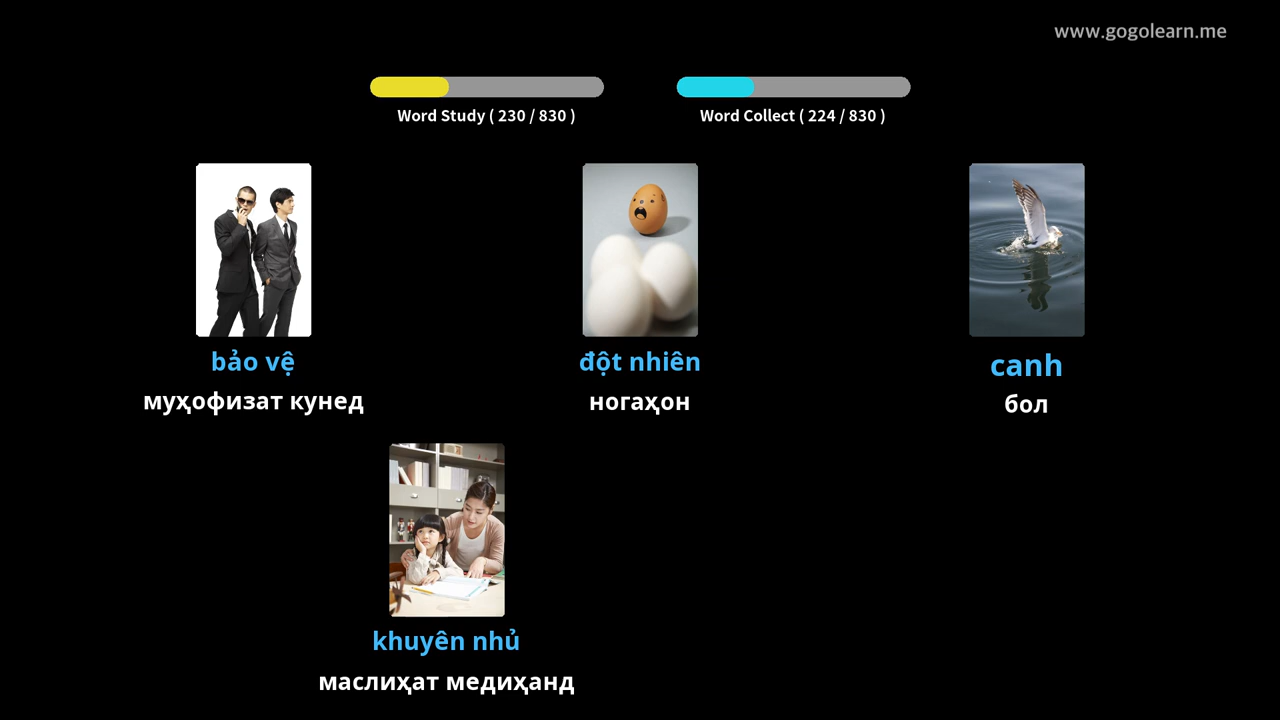 www.gogolearn.me
Word Study ( 230 / 830 )
Word Collect ( 224 / 830 )
bảo vệ
муҳофизат кунед
đột nhiên
ногаҳон
canh
бол
khuyên nhủ
маслиҳат медиҳанд